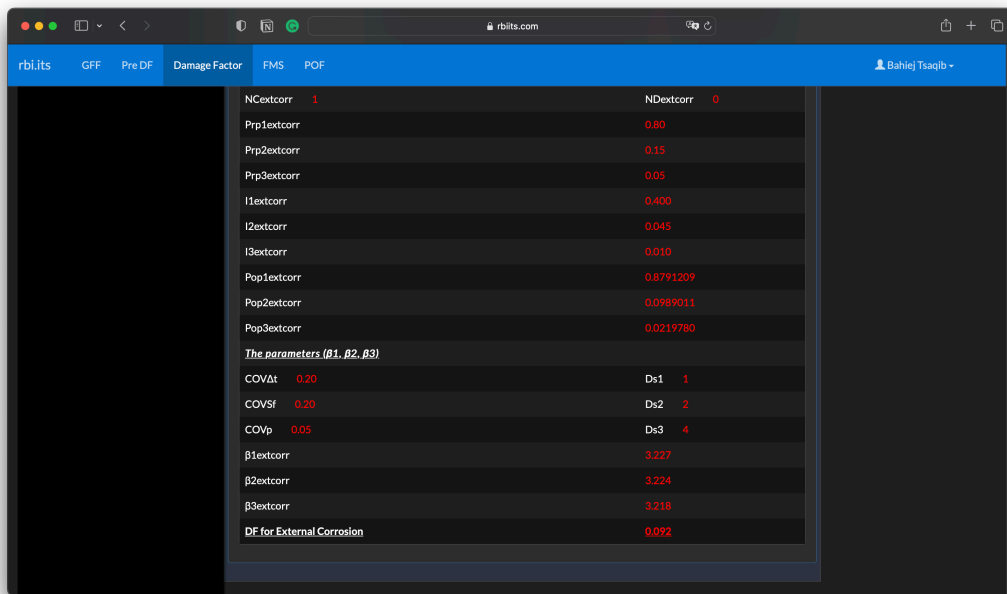 rbiits.com
rbi.its GFF Pre DF Damage Factor FMS POF Bahiej Tsaqib
NCextcorr 1 NDextcorr 0
Prp1extcorr 0.80
Prp2extcorr 0.15
Prp3extcorr 0.05
I1extcorr 0.400
I2extcorr 0.045
I3extcorr 0.010
Pop1extcorr 0.8791209
Pop2extcorr 0.0989011
Pop3extcorr 0.0219780
The parameters (β1, β2, β3)
COVΔt 0.20 Ds1 1
COVSf 0.20 Ds2 2
COVp 0.05 Ds3 4
β1extcorr 3.227
β2extcorr 3.224
β3extcorr 3.218
DF for External Corrosion 0.092